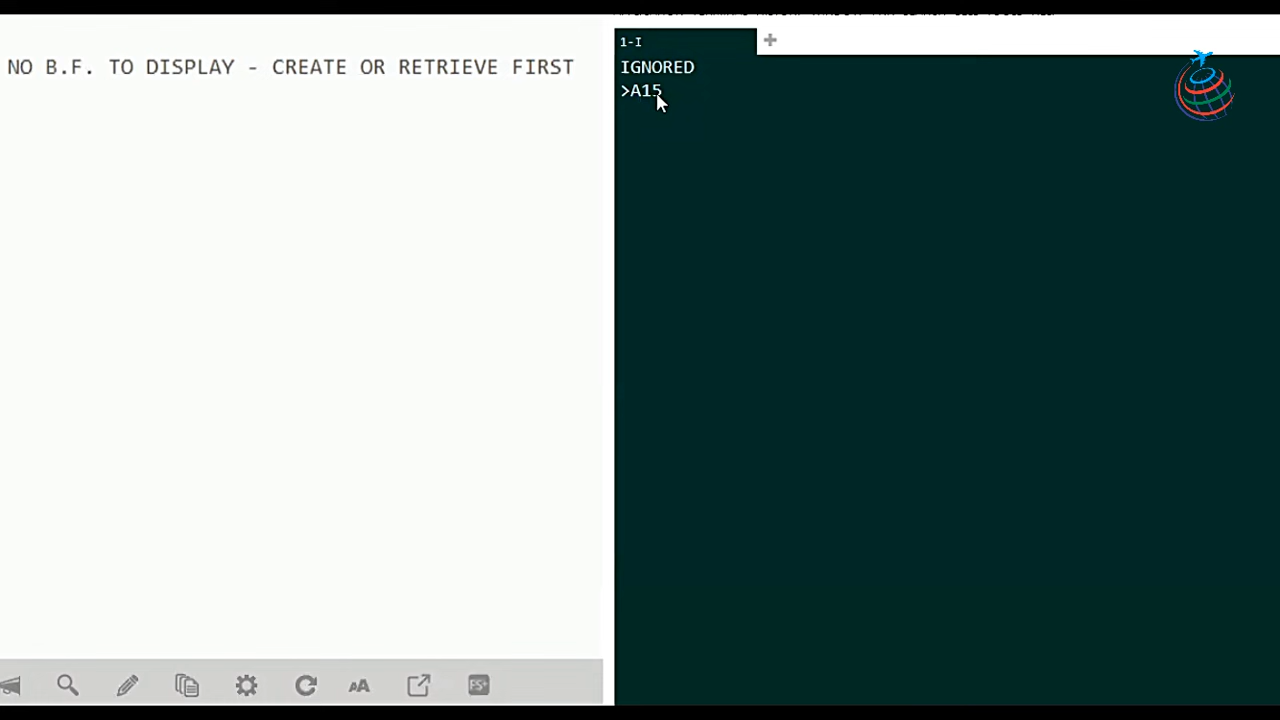 NO B.F. TO DISPLAY - CREATE OR RETRIEVE FIRST
1-I
IGNORED
>A15